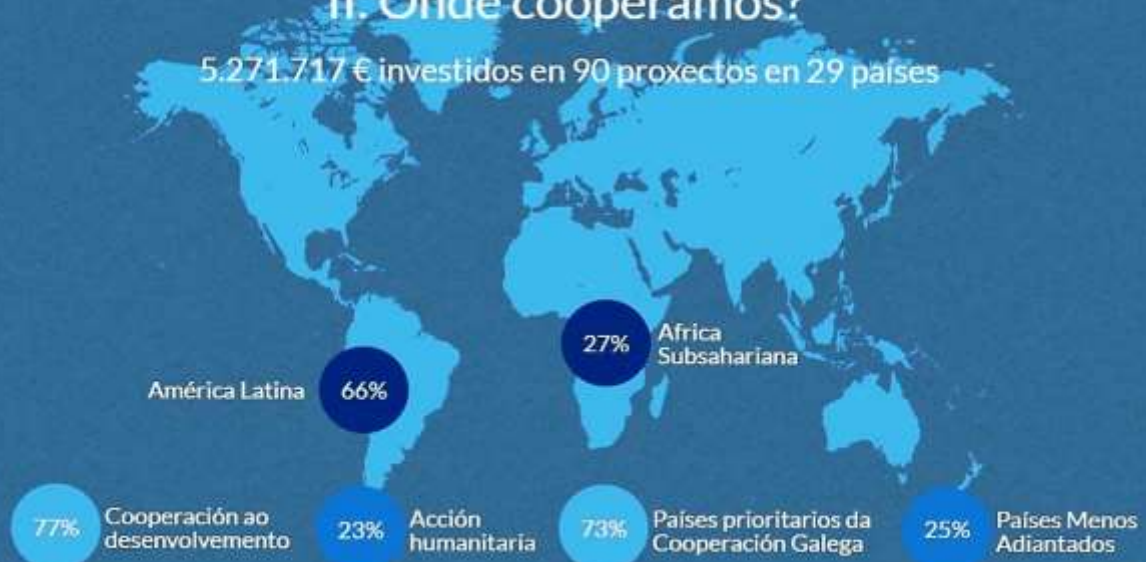 II. Onde cooperamos?
5.271.717 € investidos en 90 proxectos en 29 países
27%
Africa
Subsahariana
América Latina
66%
77%
Cooperación ao
desenvolvemento
23%
Acción
humanitaria
73%
Países prioritarios da
Cooperación Galega
25%
Países Menos
Adiantados